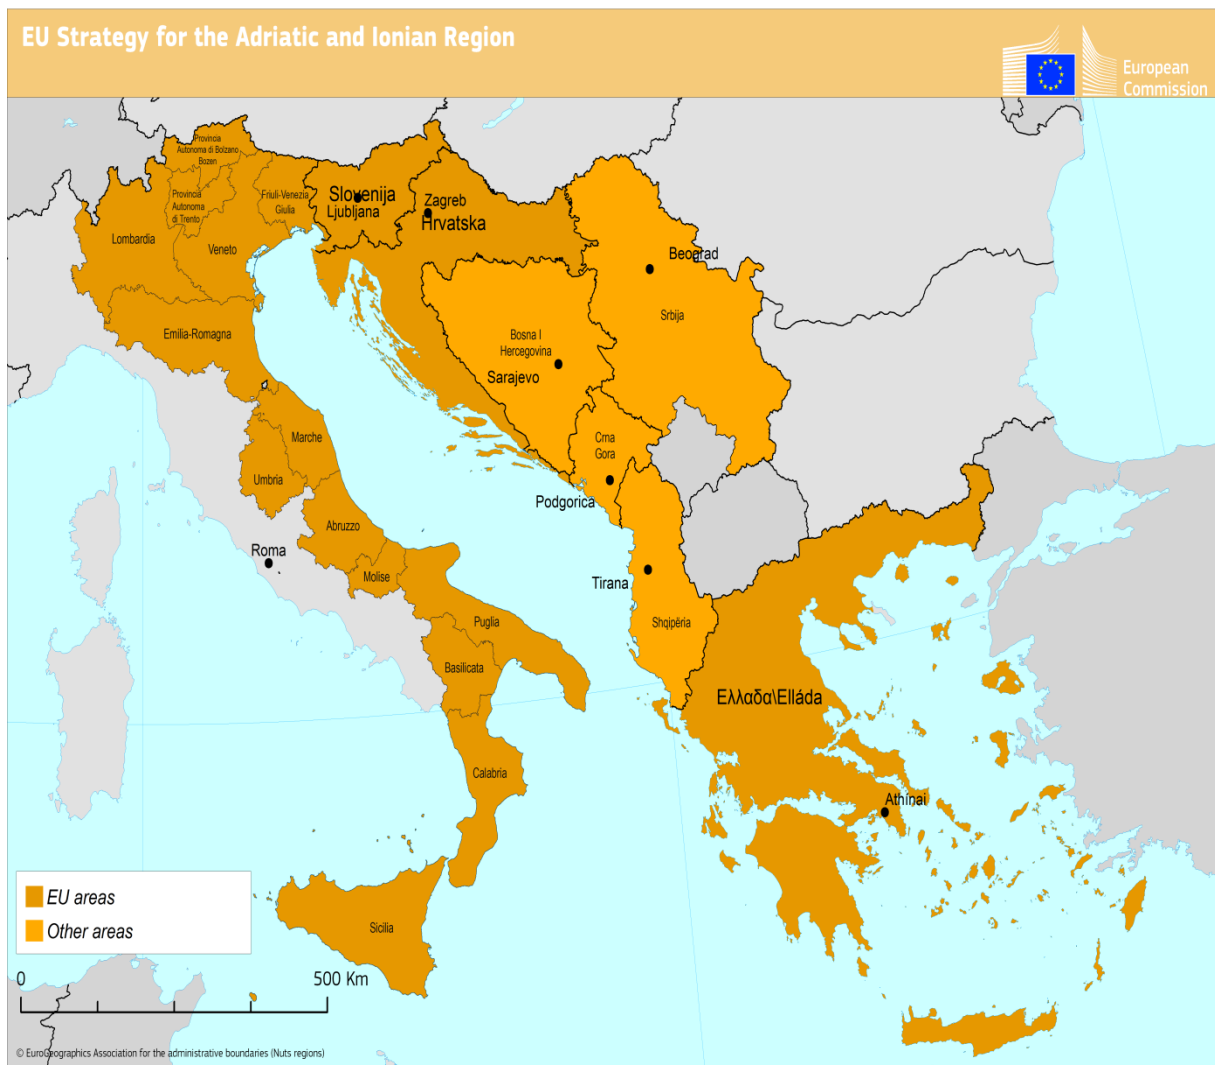 EU Strategy for the Adriatic and Ionian Region
European
Commission
Provincia
Autonoma di Bolzano
Bozen
Provincia
Autonoma
di Trento
Friuli-Venezia
Giulia
Slovenija
Ljubljana
Zagreb
Hrvatska
Lombardia
Veneto
Beograd
Emilia-Romagna
Bosna I
Hercegovina
Srbija
Sarajevo
Marche
Crna
Gora
Umbria
Podgorica
Abruzzo
Roma
Molise
Tirana
Puglia
Shqipëria
Basilicata
Ελλαδα\Elláda
Calabria
Athínai
EU areas
Other areas
Sicilia
0 500 Km
© EuroGeographics Association for the administrative boundaries (Nuts regions)